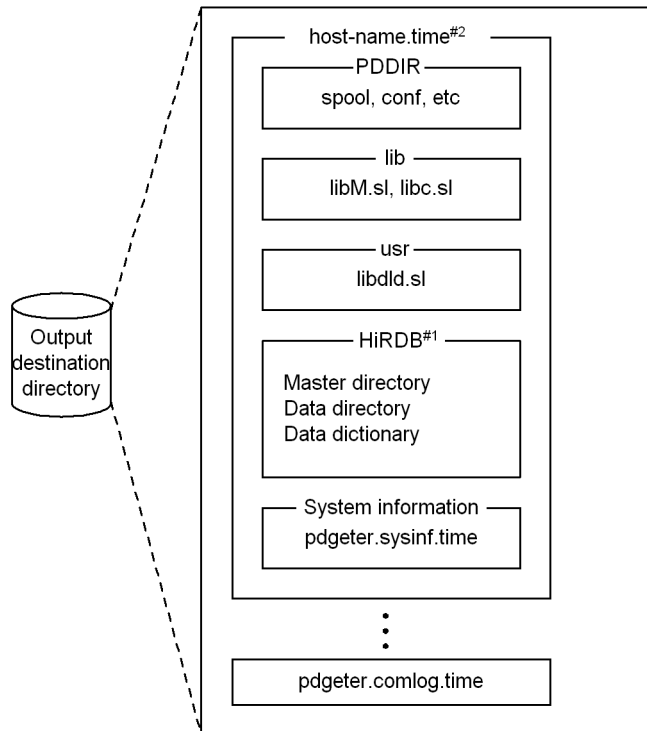 host-name.time#2
PDDIR
spool, conf, etc
lib
libM.sl, libc.sl
usr
libdld.sl
HiRDB#1
Master directory
Data directory
Data dictionary
System information
pdgeter.sysinf.time
pdgeter.comlog.time
Output
destination
directory